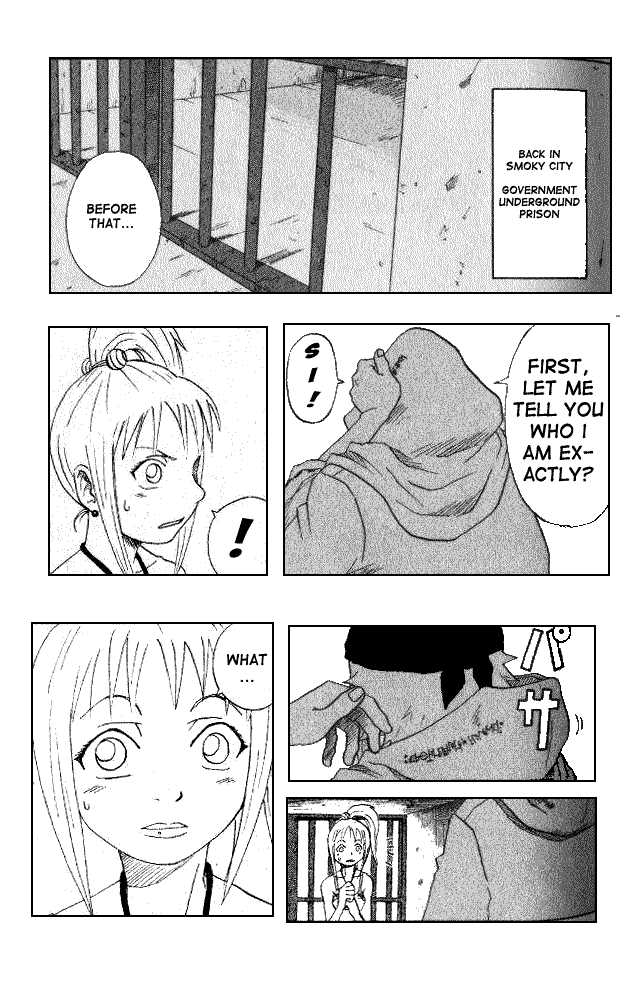 BACK IN
SMOKY CITY
GOVERNMENT
UNDERGROUND
PRISON
BEFORE
THAT...
FIRST,
LET ME
TELL YOU
WHO I
AM EX-
ACTLY?
SI!
!
パサ
WHAT
...